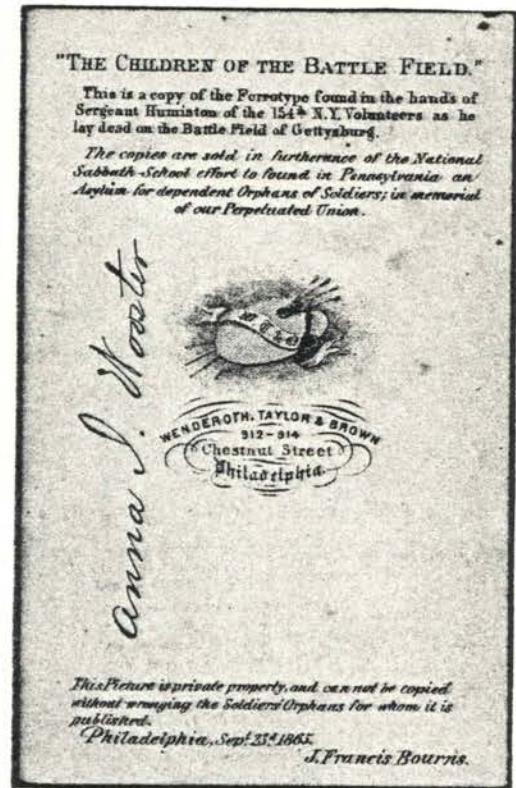 "THE CHILDREN OF THE BATTLE FIELD."
This is a copy of the Ferrotype found in the hands of
Sergeant Humiston of the 154th N.Y. Volunteers as he
lay dead on the Battle Field of Gettysburg.
The copies are sold in furtherance of the National
Sabbath-School effort to found in Pennsylvania an
Asylum for dependent Orphans of Soldiers; in memorial
of our Perpetuated Union.
Anna I. Wooster
WENDEROTH, TAYLOR & BROWN
912-914
Chestnut Street
Philadelphia.
This Picture is private property, and can not be copied
without wronging the Soldiers' Orphans for whom it is
published.
Philadelphia, Sept. 23d 1865.
J. Francis Bourns.